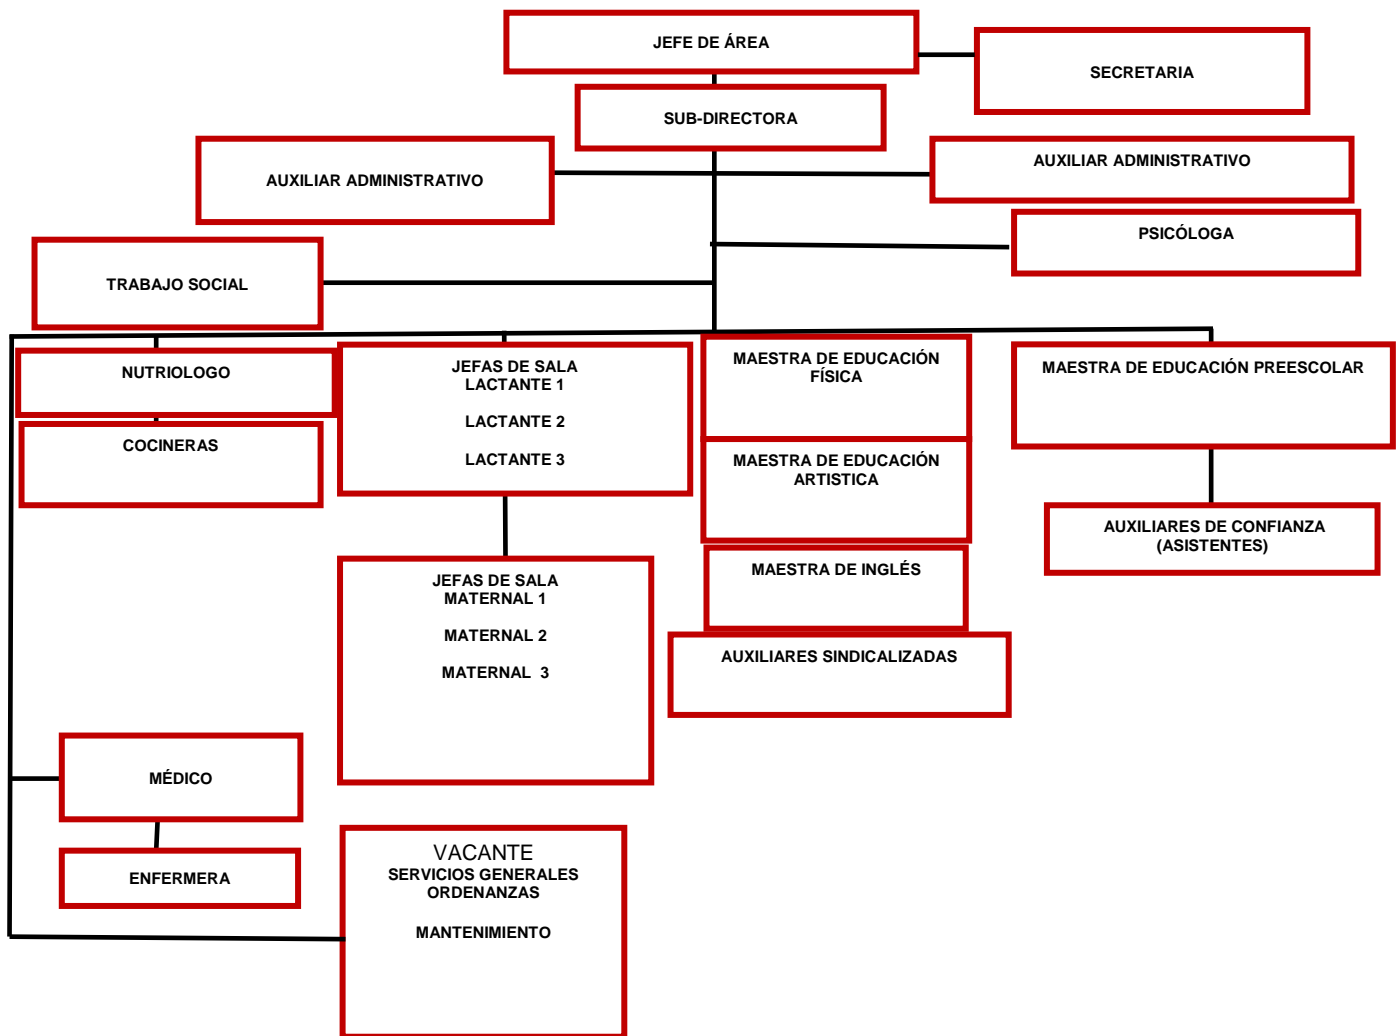 JEFE DE ÁREA
SECRETARIA
SUB-DIRECTORA
AUXILIAR ADMINISTRATIVO
AUXILIAR ADMINISTRATIVO
PSICÓLOGA
TRABAJO SOCIAL
NUTRIOLOGO
COCINERAS
JEFAS DE SALA
LACTANTE 1
LACTANTE 2
LACTANTE 3
MAESTRA DE EDUCACIÓN
FÍSICA
MAESTRA DE EDUCACIÓN
ARTISTICA
MAESTRA DE INGLÉS
AUXILIARES SINDICALIZADAS
MAESTRA DE EDUCACIÓN PREESCOLAR
AUXILIARES DE CONFIANZA
(ASISTENTES)
JEFAS DE SALA
MATERNAL 1
MATERNAL 2
MATERNAL 3
MÉDICO
ENFERMERA
VACANTE
SERVICIOS GENERALES
ORDENANZAS
MANTENIMIENTO